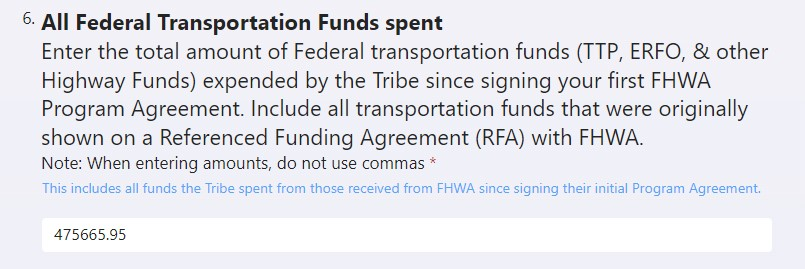 6. All Federal Transportation Funds spent
Enter the total amount of Federal transportation funds (TTP, ERFO, & other
Highway Funds) expended by the Tribe since signing your first FHWA
Program Agreement. Include all transportation funds that were originally
shown on a Referenced Funding Agreement (RFA) with FHWA.
Note: When entering amounts, do not use commas *
This includes all funds the Tribe spent from those received from FHWA since signing their initial Program Agreement.
475665.95